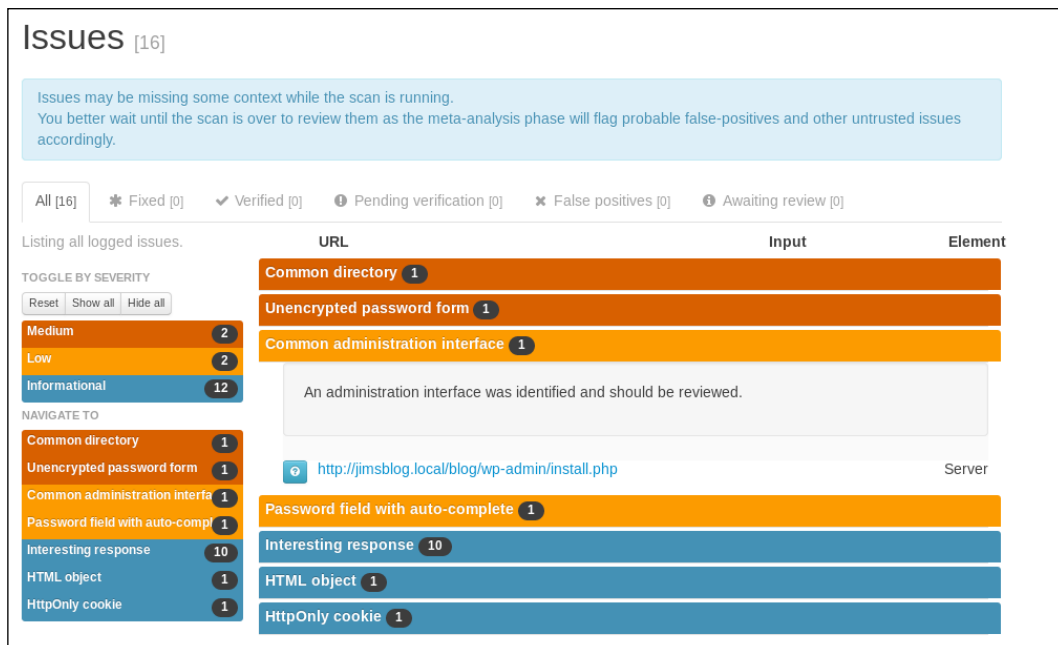 Issues [16]
Issues may be missing some context while the scan is running.
You better wait until the scan is over to review them as the meta-analysis phase will flag probable false-positives and other untrusted issues
accordingly.
All [16] Fixed [0] Verified [0] Pending verification [0] False positives [0] Awaiting review [0]
Listing all logged issues.
URL Input Element
TOGGLE BY SEVERITY
Reset Show all Hide all
Medium 2
Low 2
Informational 12
NAVIGATE TO
Common directory 1
Unencrypted password form 1
Common administration interfa 1
Password field with auto-compl 1
Interesting response 10
HTML object 1
HttpOnly cookie 1
Common directory 1
Unencrypted password form 1
Common administration interface 1
An administration interface was identified and should be reviewed.
http://jimsblog.local/blog/wp-admin/install.php Server
Password field with auto-complete 1
Interesting response 10
HTML object 1
HttpOnly cookie 1